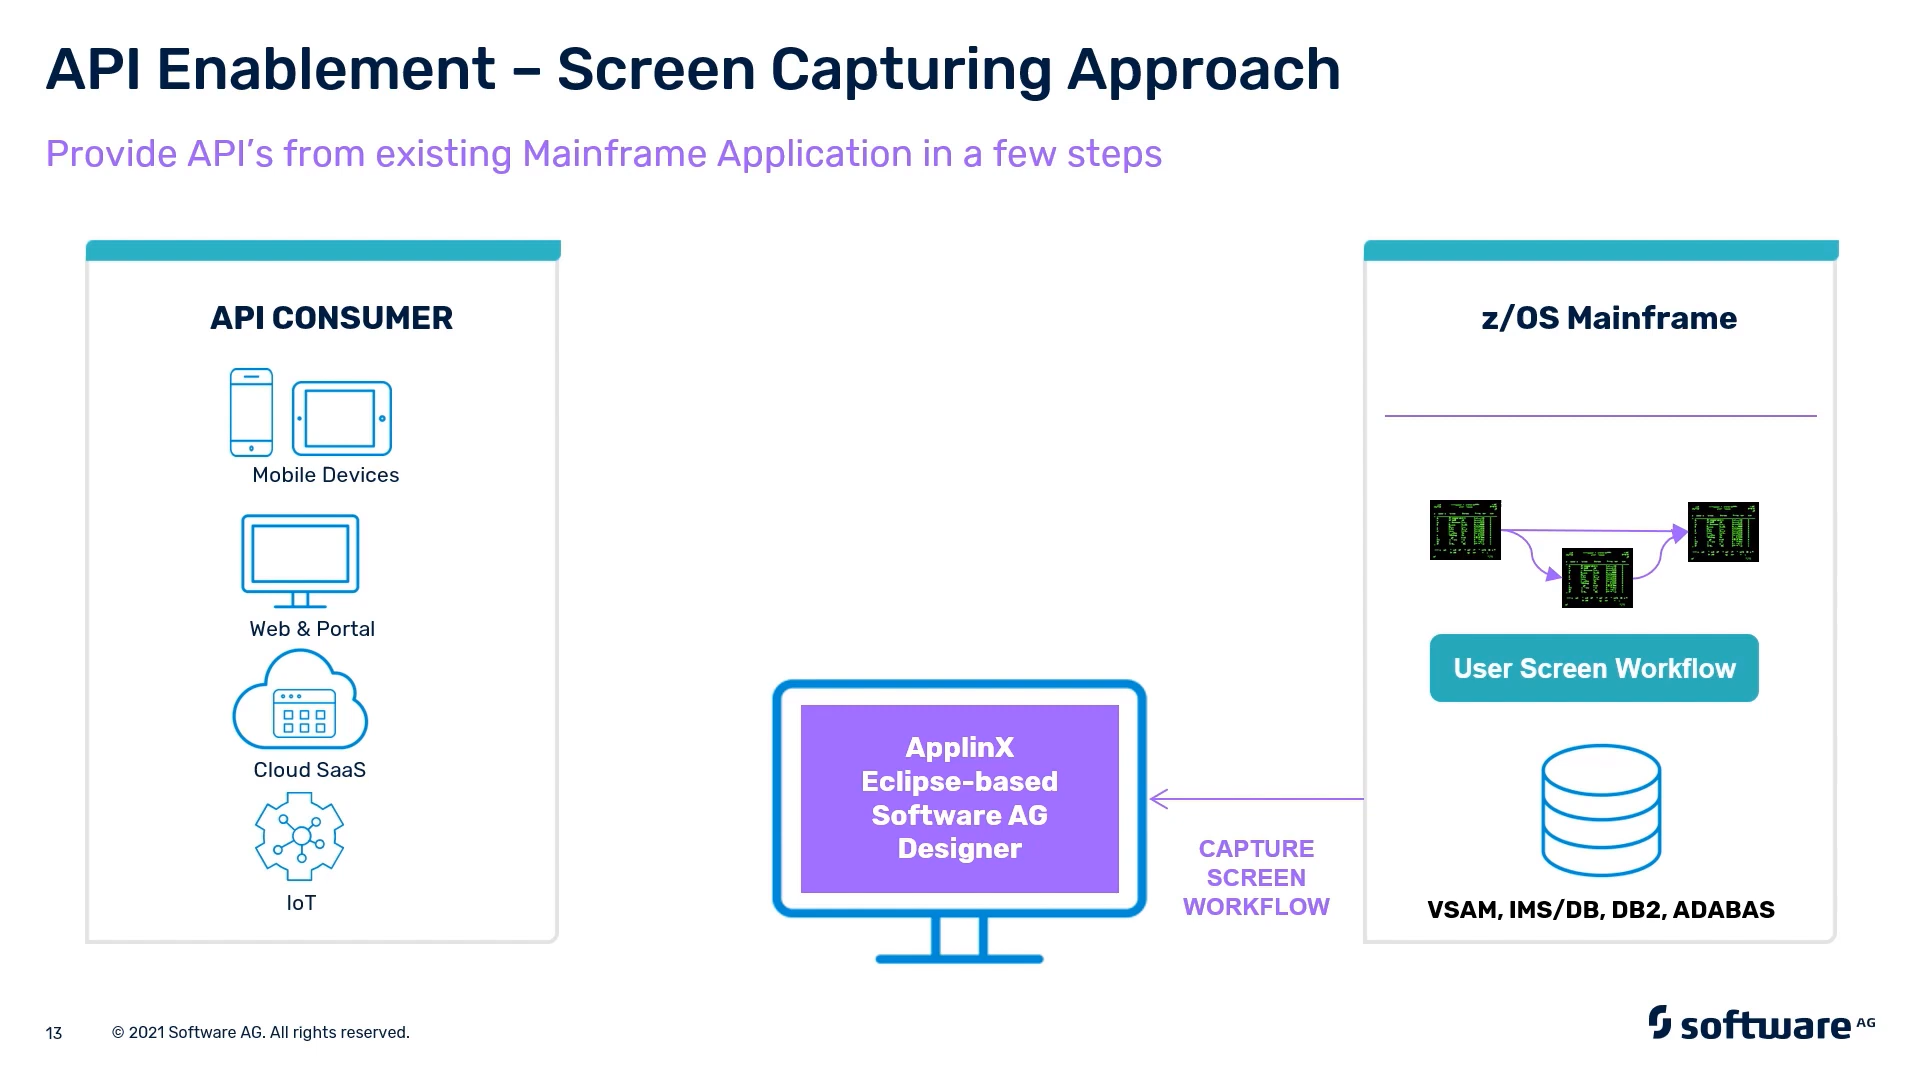 API Enablement – Screen Capturing Approach
Provide API’s from existing Mainframe Application in a few steps
API CONSUMER
Mobile Devices
Web & Portal
Cloud SaaS
IoT
ApplinX
Eclipse-based
Software AG
Designer
CAPTURE
SCREEN
WORKFLOW
z/OS Mainframe
User Screen Workflow
VSAM, IMS/DB, DB2, ADABAS
13
© 2021 Software AG. All rights reserved.
software AG